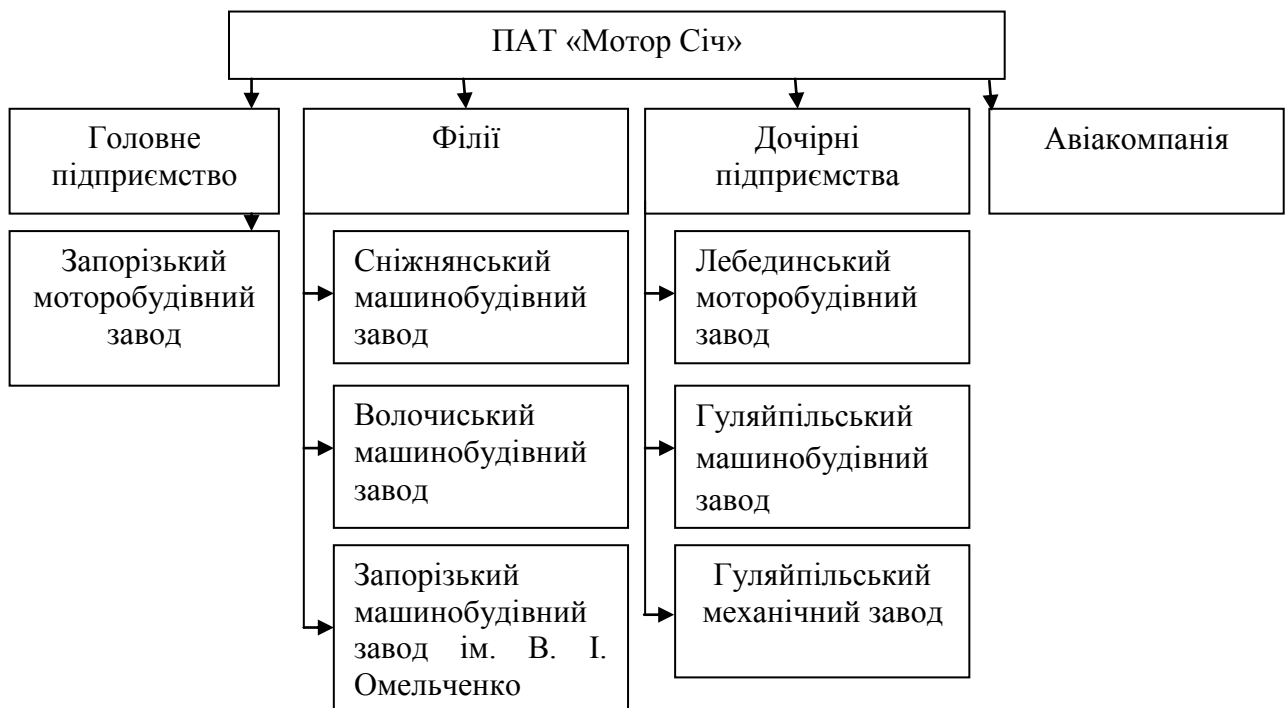 ПАТ «Мотор Січ»
Головне
підприємство
Філії
Дочірні
підприємства
Авіакомпанія
Запорізький
моторобудівний
завод
Сніжнянський
машинобудівний
завод
Волочиський
машинобудівний
завод
Запорізький
машинобудівний
завод ім. В. І.
Омельченко
Лебединський
моторобудівний
завод
Гуляйпільський
машинобудівний
завод
Гуляйпільський
механічний завод